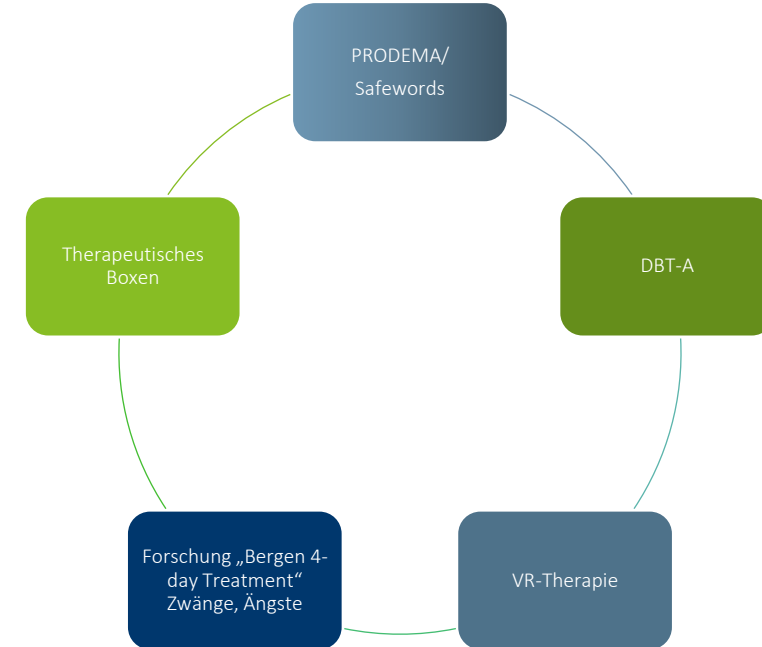 PRODEMA/
Safewords
Therapeutisches
Boxen
DBT-A
Forschung „Bergen 4-
day Treatment“
Zwänge, Ängste
VR-Therapie